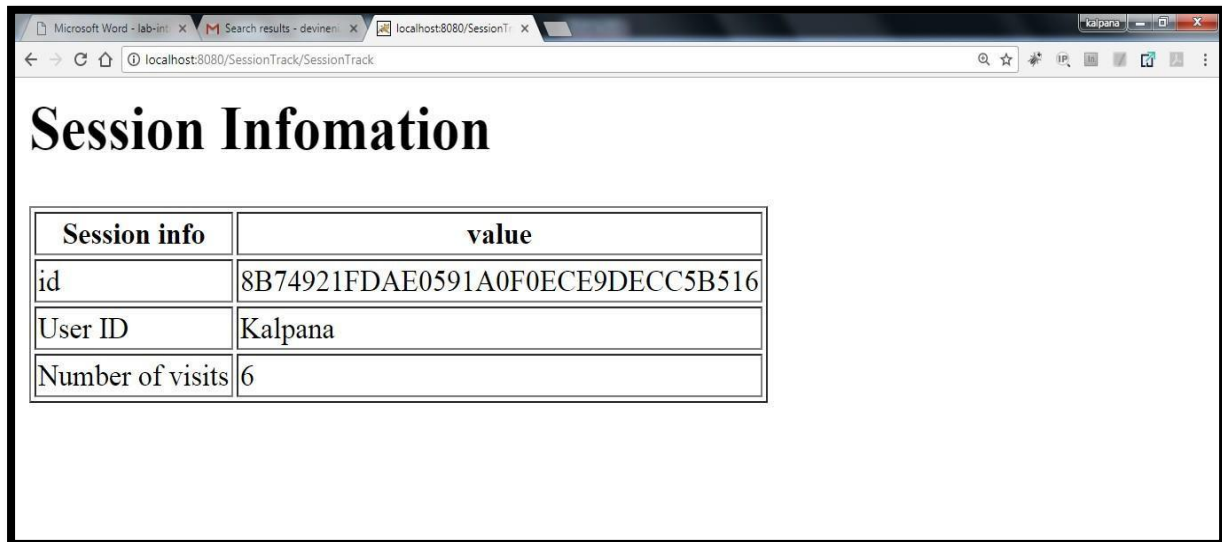 Microsoft Word - lab-int
Search results - devinen
localhost:8080/SessionTr
kalpana
localhost:8080/SessionTrack/SessionTrack
IP
Session Infomation
Session info value
id 8B74921FDAE0591A0F0ECE9DECC5B516
User ID Kalpana
Number of visits 6